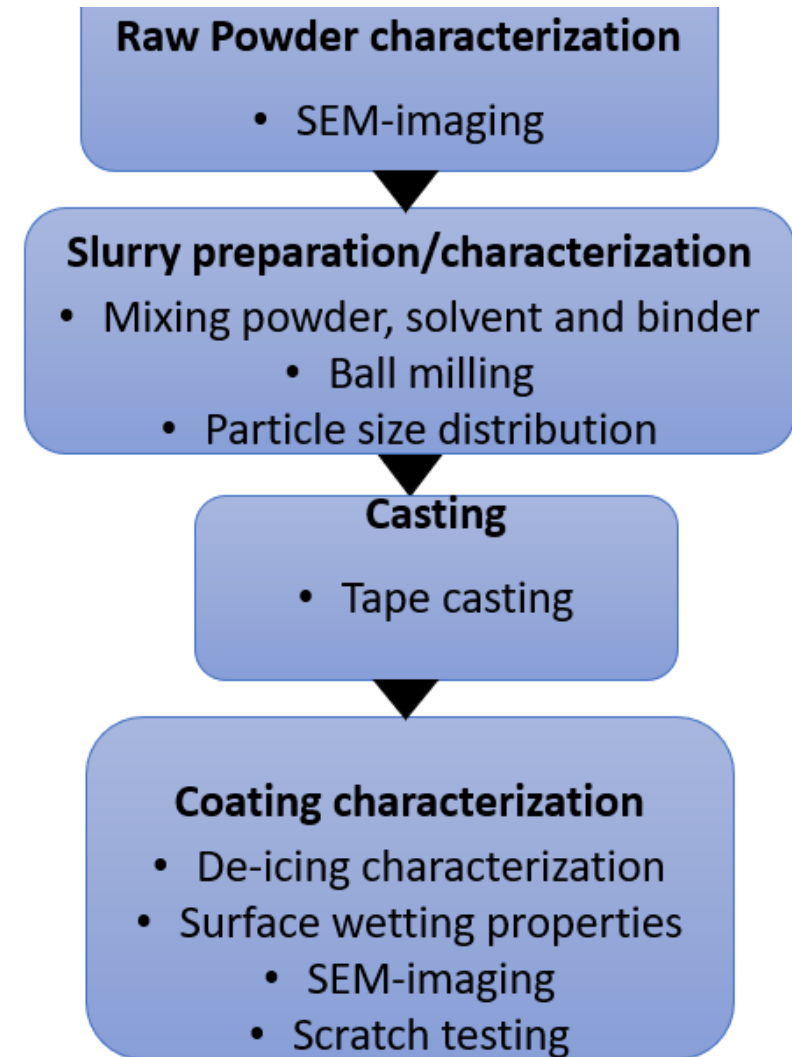 Raw Powder characterization
• SEM-imaging
Slurry preparation/characterization
• Mixing powder, solvent and binder
• Ball milling
• Particle size distribution
Casting
• Tape casting
Coating characterization
• De-icing characterization
• Surface wetting properties
• SEM-imaging
• Scratch testing